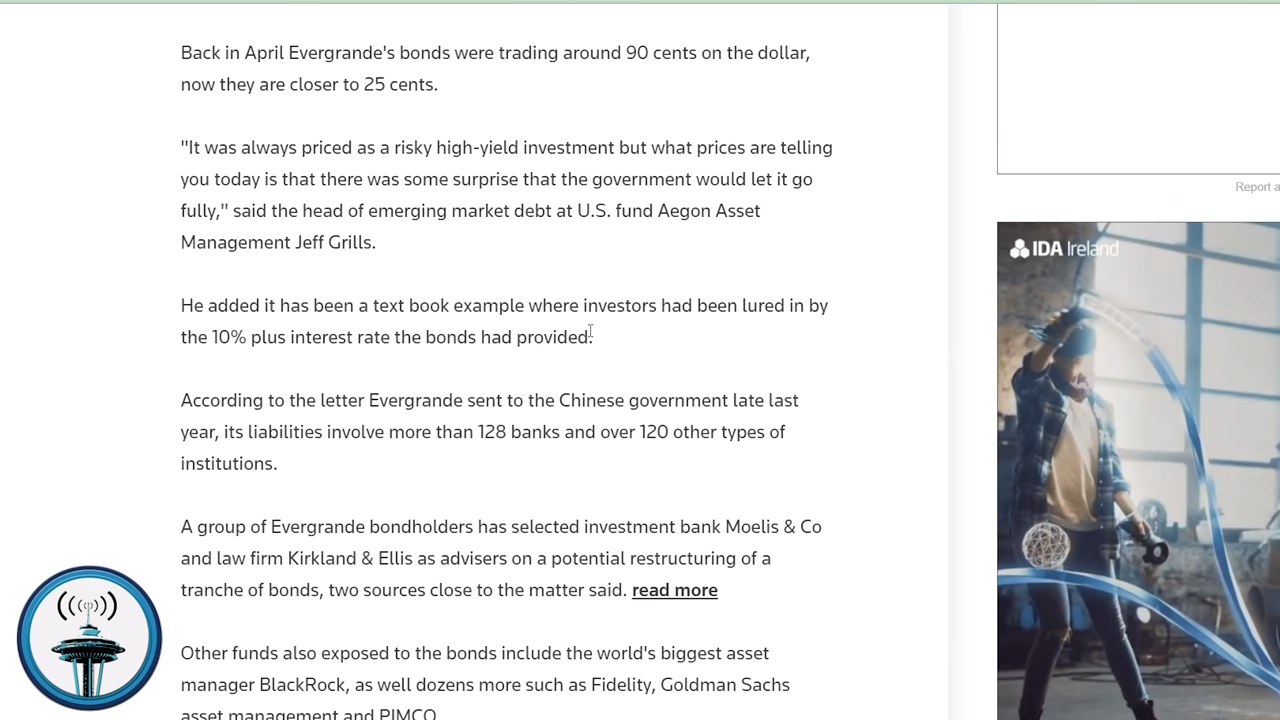 Back in April Evergrande's bonds were trading around 90 cents on the dollar,
now they are closer to 25 cents.
"It was always priced as a risky high-yield investment but what prices are telling
you today is that there was some surprise that the government would let it go
fully," said the head of emerging market debt at U.S. fund Aegon Asset
Management Jeff Grills.
He added it has been a text book example where investors had been lured in by
the 10% plus interest rate the bonds had provided.
According to the letter Evergrande sent to the Chinese government late last
year, its liabilities involve more than 128 banks and over 120 other types of
institutions.
A group of Evergrande bondholders has selected investment bank Moelis & Co
and law firm Kirkland & Ellis as advisers on a potential restructuring of a
tranche of bonds, two sources close to the matter said. read more
Other funds also exposed to the bonds include the world's biggest asset
manager BlackRock, as well dozens more such as Fidelity, Goldman Sachs
asset management and PIMCO
Report a
IDA Ireland